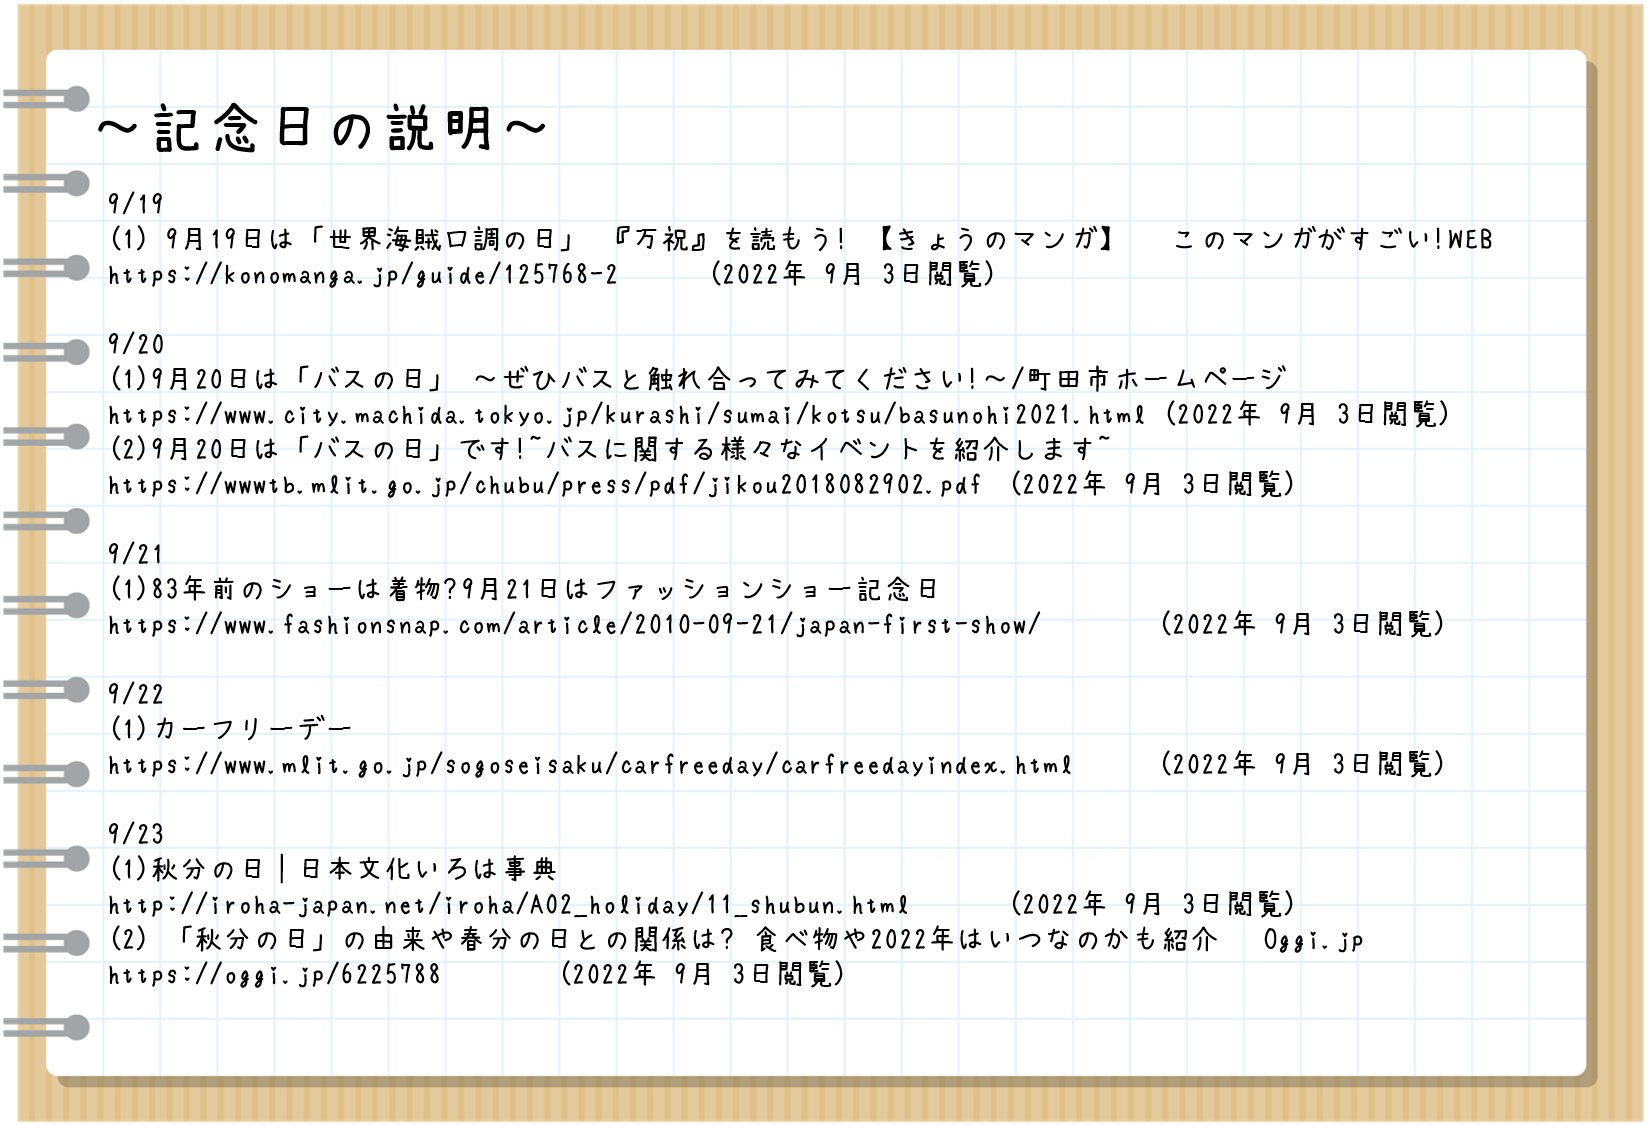 ～記念日の説明～
9/19
(1) 9月19日は「世界海賊口調の日」 『万祝』を読もう! 【きょうのマンガ】 このマンガがすごい!WEB
https://konomanga.jp/guide/125768-2 (2022年 9月 3日閲覧)
9/20
(1)9月20日は「バスの日」 ～ぜひバスと触れ合ってみてください!～/町田市ホームページ
https://www.city.machida.tokyo.jp/kurashi/sumai/kotsu/basunohi2021.html (2022年 9月 3日閲覧)
(2)9月20日は「バスの日」です!~バスに関する様々なイベントを紹介します~
https://wwwtb.mlit.go.jp/chubu/press/pdf/jikou2018082902.pdf (2022年 9月 3日閲覧)
9/21
(1)83年前のショーは着物?9月21日はファッションショー記念日
https://www.fashionsnap.com/article/2010-09-21/japan-first-show/ (2022年 9月 3日閲覧)
9/22
(1)カーフリーデー
https://www.mlit.go.jp/sogoseisaku/carfreeday/carfreedayindex.html (2022年 9月 3日閲覧)
9/23
(1)秋分の日|日本文化いろは事典
http://iroha-japan.net/iroha/A02_holiday/11_shubun.html (2022年 9月 3日閲覧)
(2) 「秋分の日」の由来や春分の日との関係は? 食べ物や2022年はいつなのかも紹介 Oggi.jp
https://oggi.jp/6225788 (2022年 9月 3日閲覧)